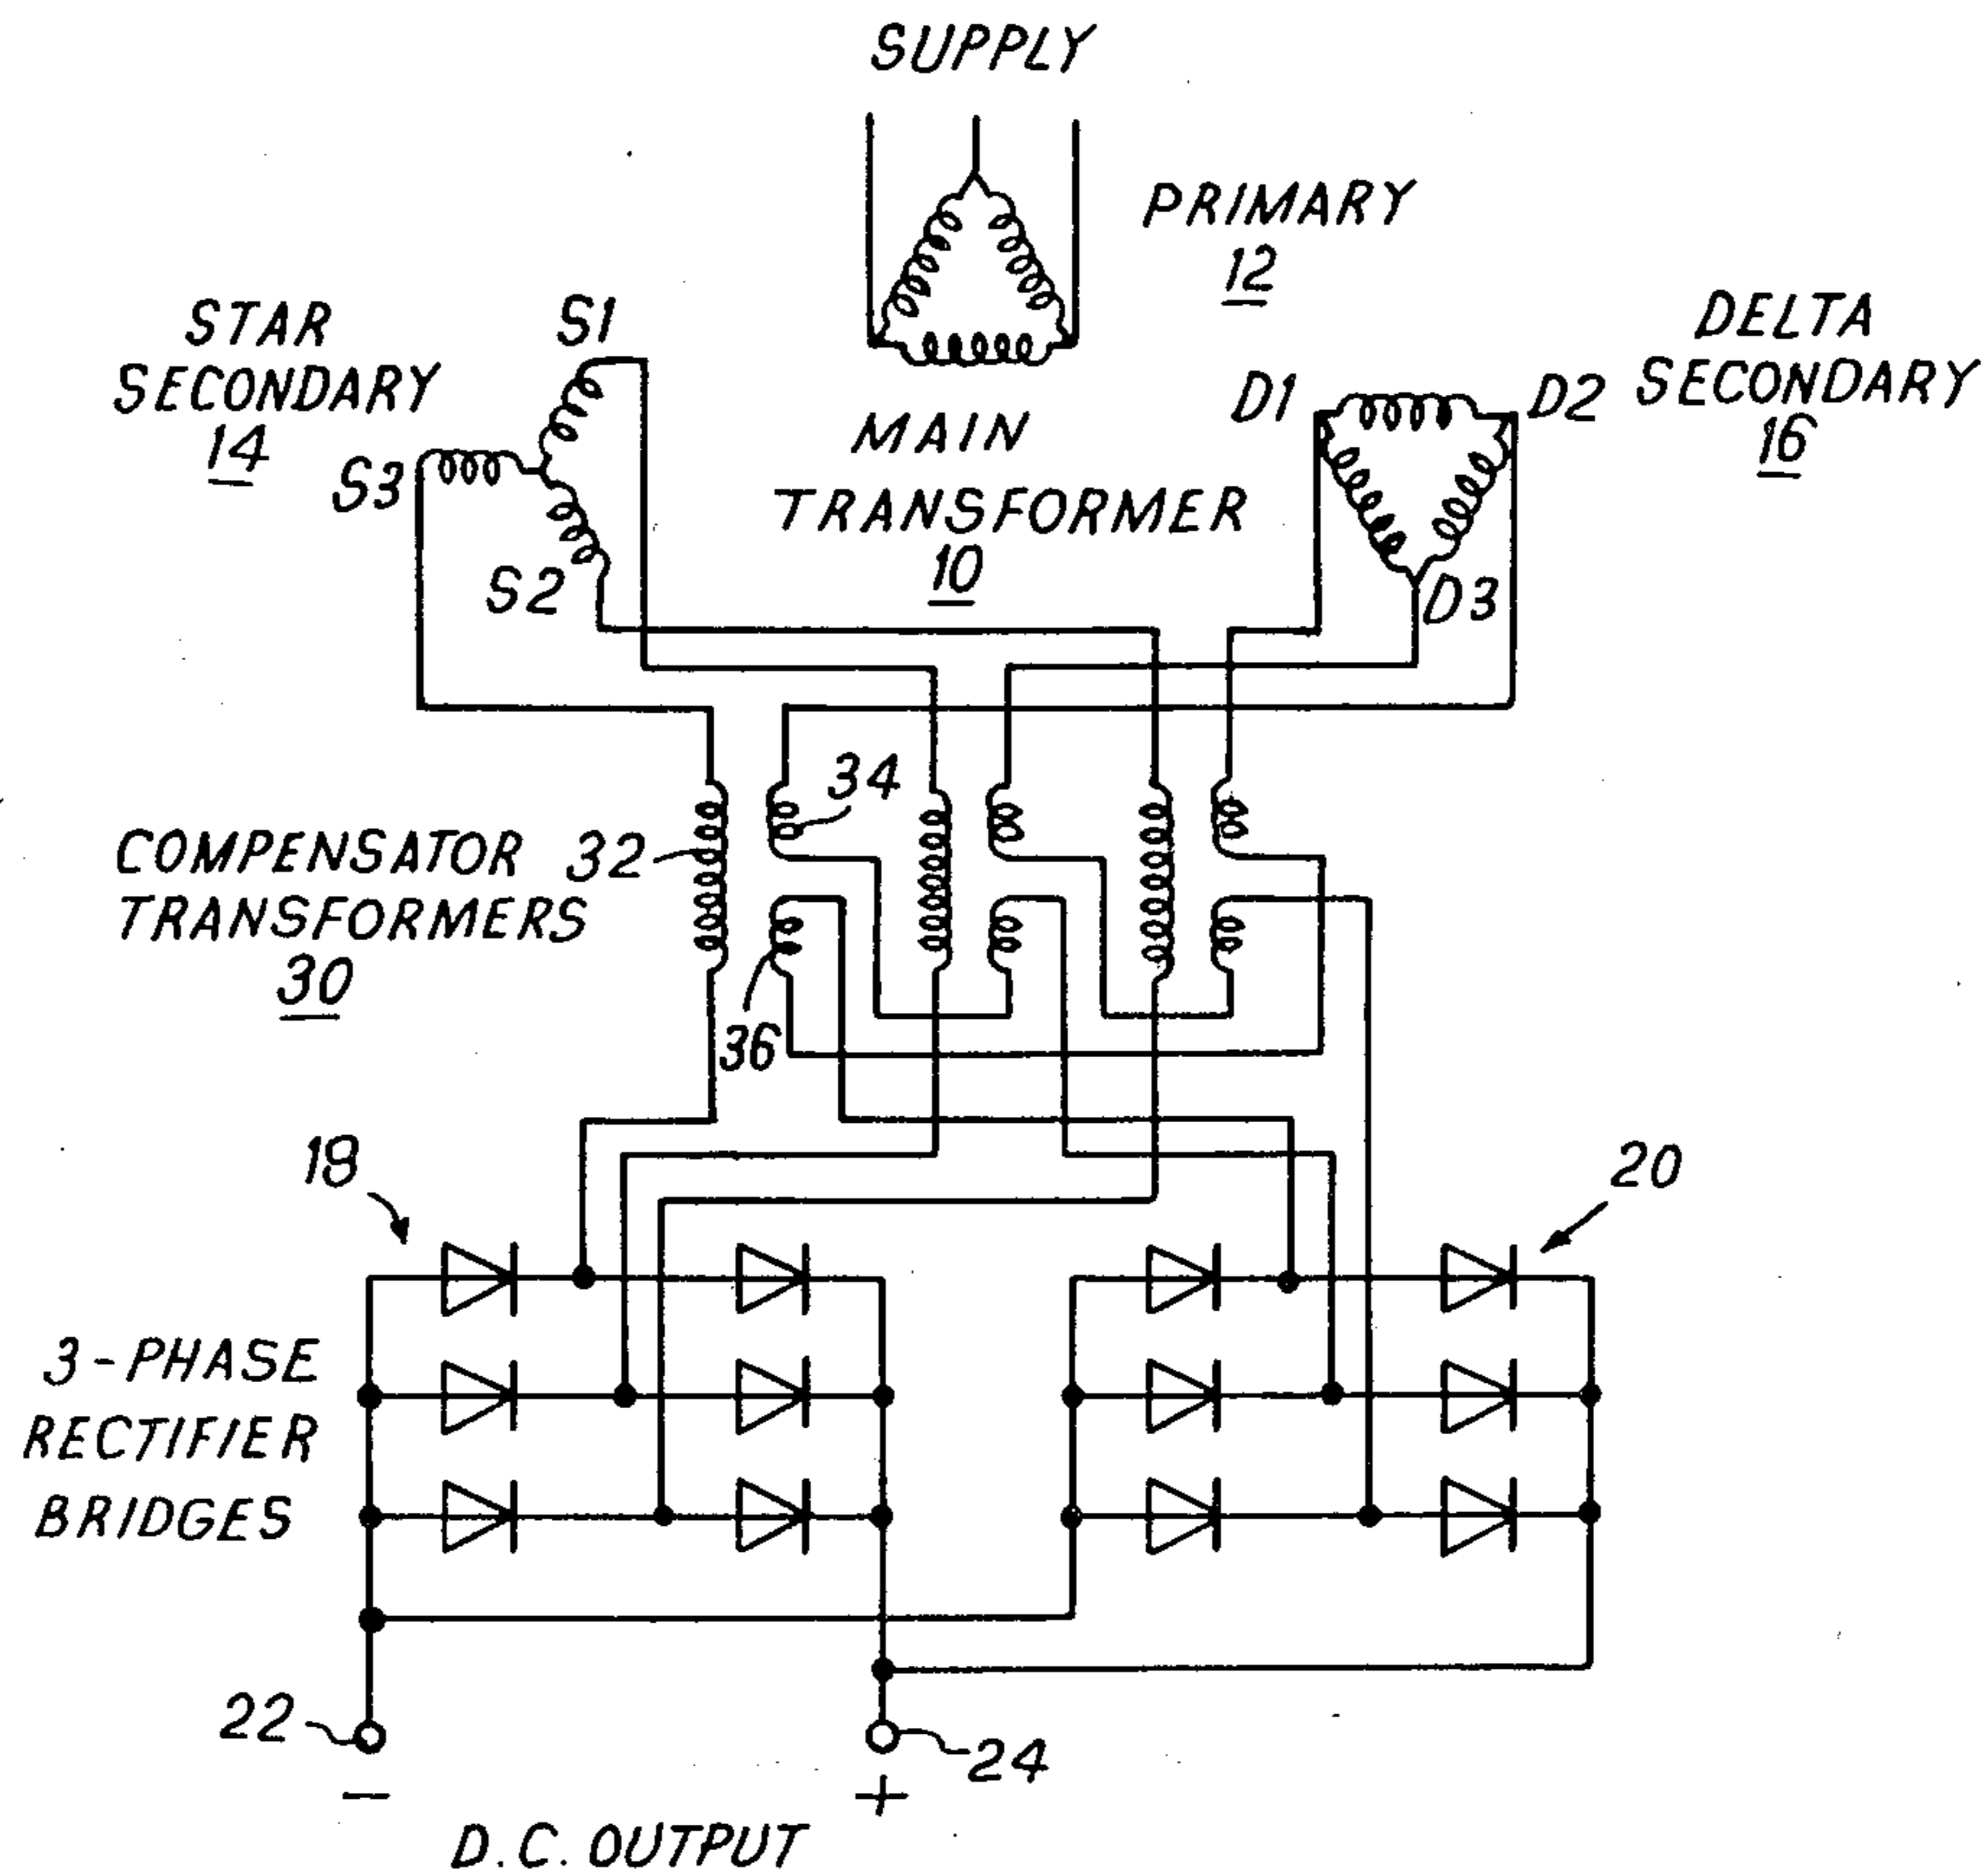 SUPPLY
PRIMARY
12
STAR
SECONDARY
14
S1
S3
S2
MAIN
TRANSFORMER
10
DELTA
SECONDARY
16
D1
D2
D3
COMPENSATOR
TRANSFORMERS
30
32
34
36
18
20
3-PHASE
RECTIFIER
BRIDGES
22
24
−
+
D.C. OUTPUT